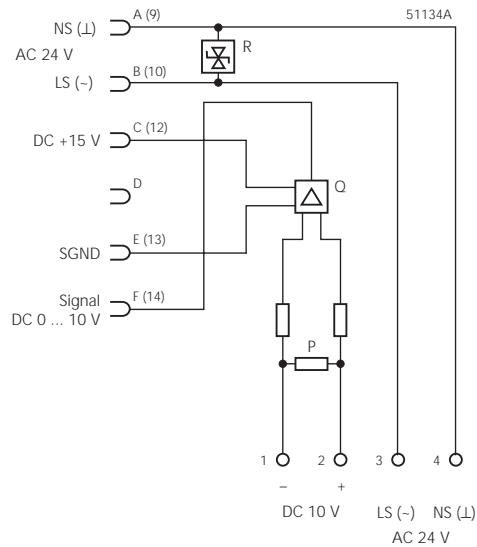 A (9)
51134A
NS (⊥)
R
AC 24 V
B (10)
LS (~)
C (12)
DC +15 V
D
Q
E (13)
SGND
F (14)
Signal
DC 0 ... 10 V
P
1
2
3
4
–
+
DC 10 V
LS (~)
NS (⊥)
AC 24 V